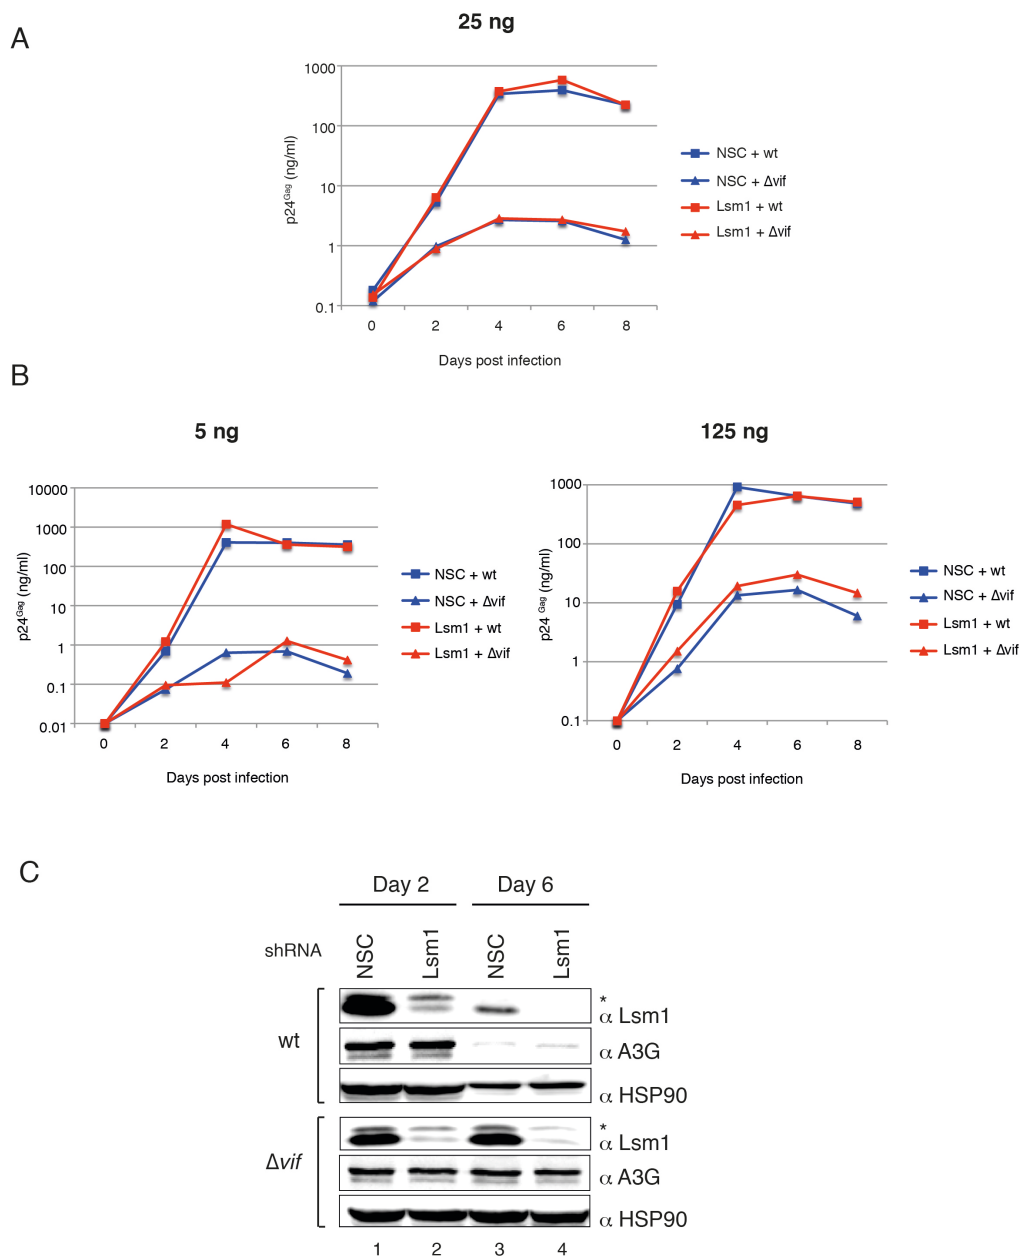 A
25 ng
1000
100
10
1
0.1
p24Gag (ng/ml)
0 2 4 6 8
Days post infection
NSC + wt
NSC + Δvif
Lsm1 + wt
Lsm1 + Δvif
B
5 ng
10000
1000
100
10
1
0.1
0.01
p24Gag (ng/ml)
0 2 4 6 8
Days post infection
NSC + wt
NSC + Δvif
Lsm1 + wt
Lsm1 + Δvif
125 ng
1000
100
10
1
0.1
p24 Gag (ng/ml)
0 2 4 6 8
Days post infection
NSC + wt
NSC + Δvif
Lsm1 + wt
Lsm1 + Δvif
C
Day 2 Day 6
shRNA NSC Lsm1 NSC Lsm1
wt
*
α Lsm1
α A3G
α HSP90
Δvif
*
α Lsm1
α A3G
α HSP90
1 2 3 4